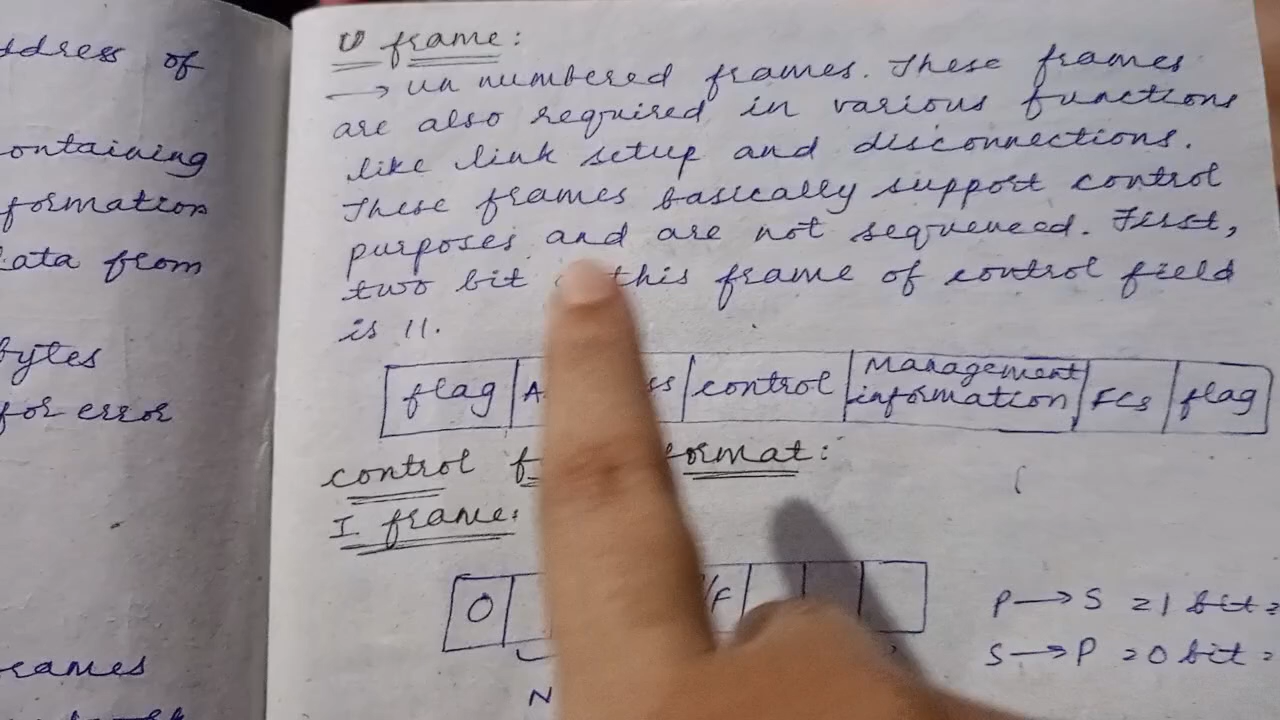 ddress of
ontaining
formation
ata from
bytes
for error
rames
U frame:
→ un numbered frames. These frames
are also required in various functions
like link setup and disconnections.
These frames basically support control
purposes and are not sequenced. First,
two bit this frame of control field
is 11.
flag control Management information FCS flag
control format:
I frame:
0 /F
P → S = 1 bit =
S → P = 0 bit =
N